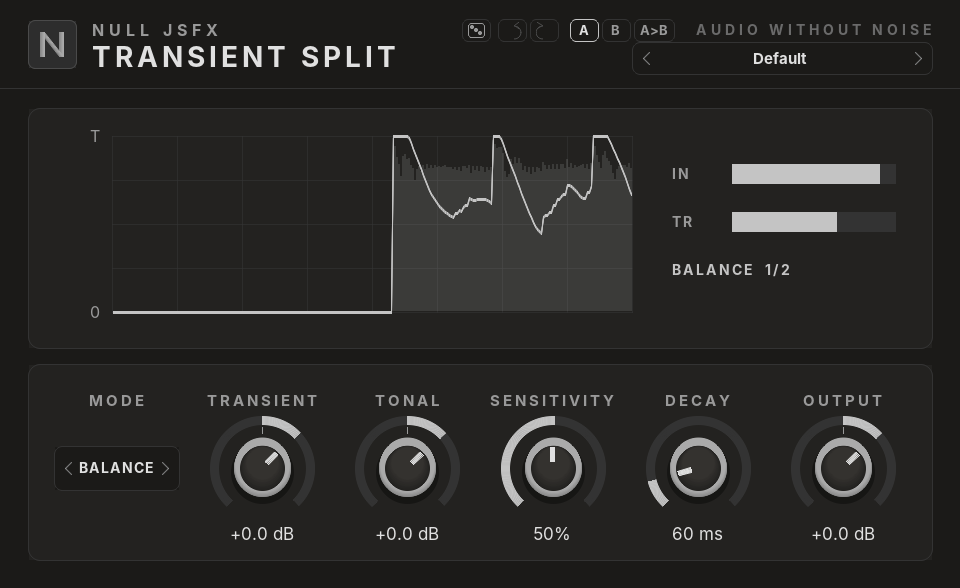 N
NULL JSFX
TRANSIENT SPLIT
A B A>B
AUDIO WITHOUT NOISE
Default
T
0
IN
TR
BALANCE 1/2
MODE
TRANSIENT
TONAL
SENSITIVITY
DECAY
OUTPUT
BALANCE
+0.0 dB
+0.0 dB
50%
60 ms
+0.0 dB